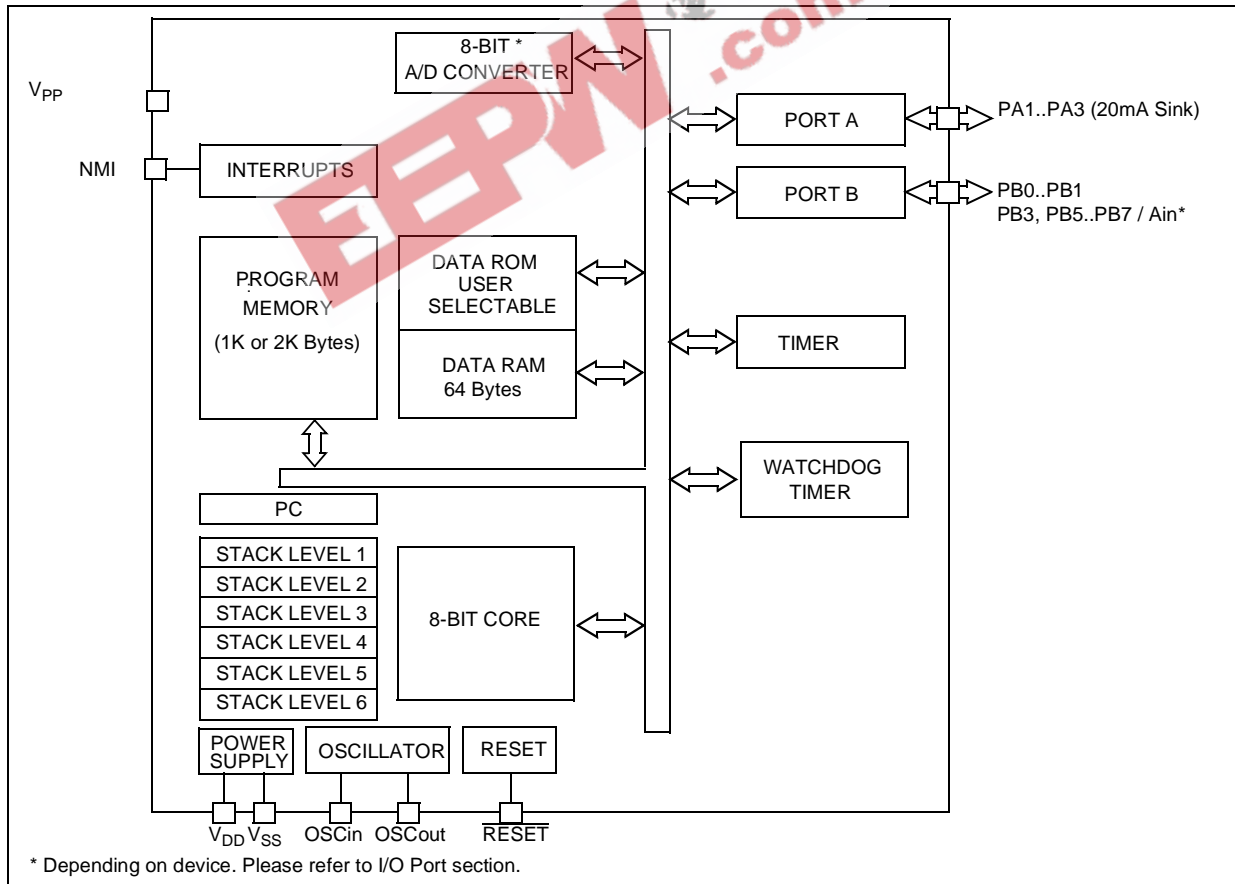 8-BIT *
A/D CONVERTER
VPP
PORT A
PA1..PA3 (20mA Sink)
NMI
INTERRUPTS
PORT B
PB0..PB1
PB3, PB5..PB7 / Ain*
PROGRAM
MEMORY
(1K or 2K Bytes)
DATA ROM
USER
SELECTABLE
DATA RAM
64 Bytes
TIMER
WATCHDOG
TIMER
PC
STACK LEVEL 1
STACK LEVEL 2
STACK LEVEL 3
STACK LEVEL 4
STACK LEVEL 5
STACK LEVEL 6
8-BIT CORE
POWER
SUPPLY
OSCILLATOR
RESET
VDD VSS OSCin OSCout RESET
* Depending on device. Please refer to I/O Port section.
EEPW .com